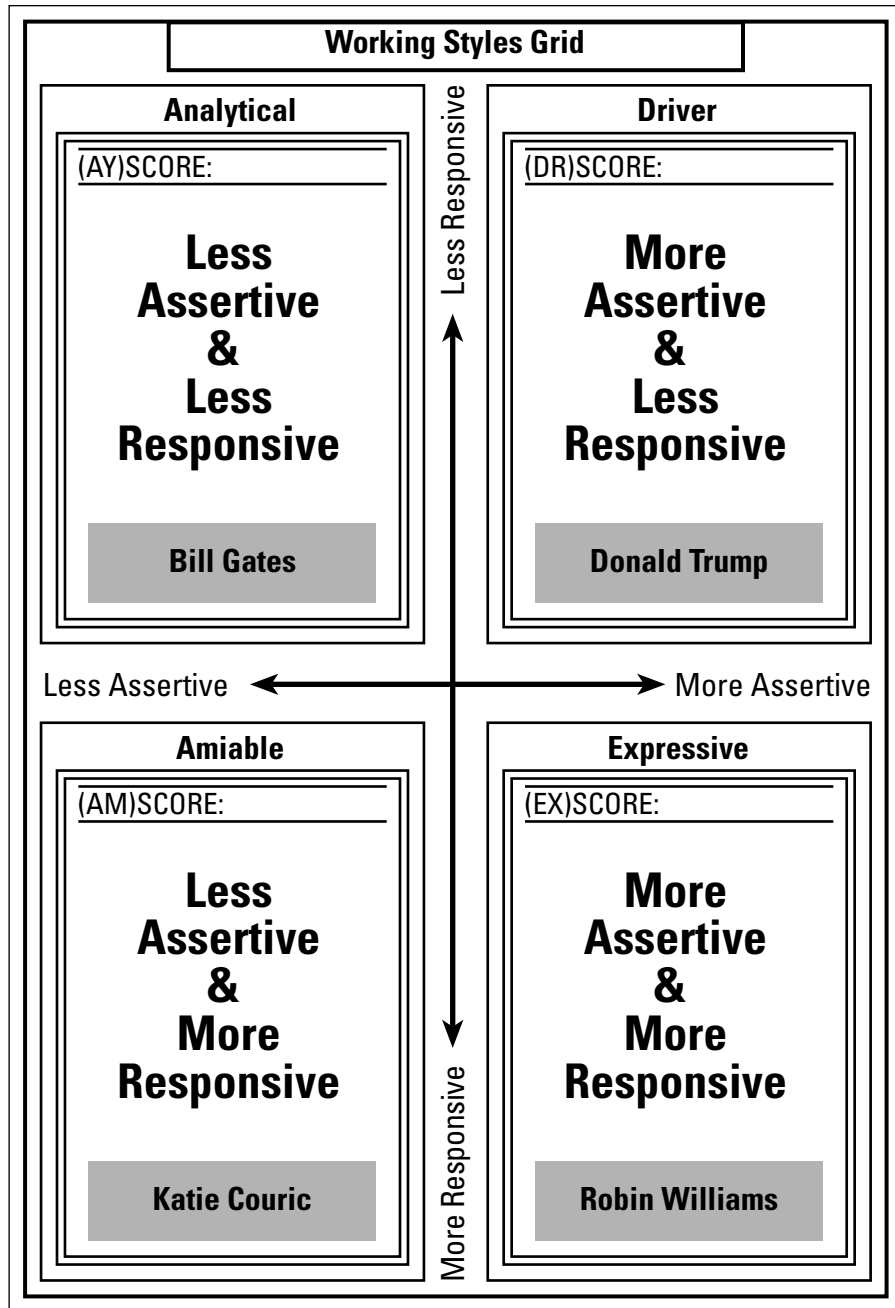 Working Styles Grid
Analytical
(AY)SCORE:
Less
Assertive
&
Less
Responsive
Bill Gates
Less Responsive
Driver
(DR)SCORE:
More
Assertive
&
Less
Responsive
Donald Trump
Less Assertive
More Assertive
Amiable
(AM)SCORE:
Less
Assertive
&
More
Responsive
Katie Couric
More Responsive
Expressive
(EX)SCORE:
More
Assertive
&
More
Responsive
Robin Williams